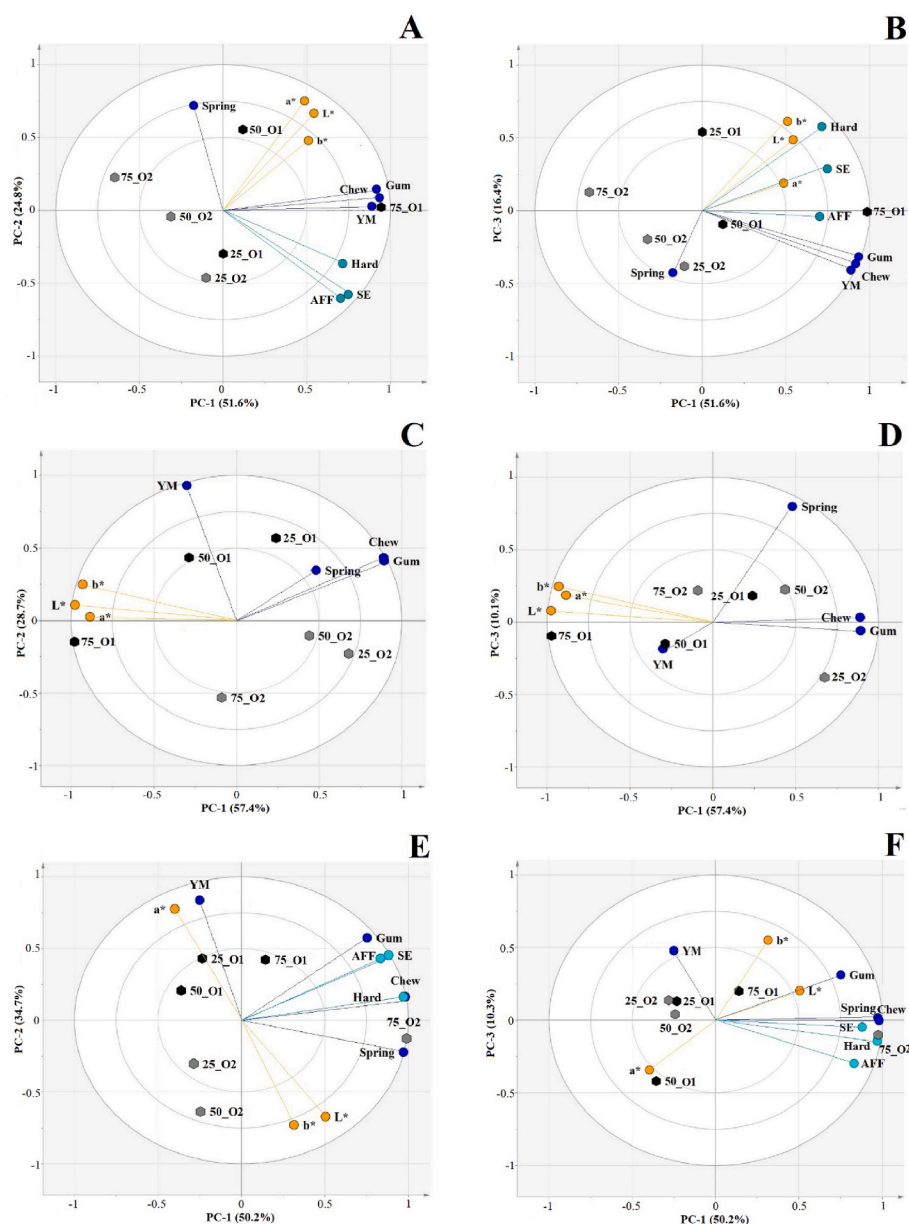 A
1
a*
Spring
L*
50_O1
0.5
b*
75_O2
Chew
Gum
PC-2 (24.8%)
0
50_O2
YM
75_O1
25_O1
Hard
25_O2
-0.5
AFF
SE
-1
-1
-0.5
0
0.5
1
PC-1 (51.6%)
B
1
b*
Hard
25_O1
0.5
L*
SE
75_O2
a*
PC-3 (16.4%)
0
75_O1
AFF
50_O1
50_O2
Gum
Spring
25_O2
Chew
YM
-0.5
-1
-1
-0.5
0
0.5
1
PC-1 (51.6%)
C
1
YM
25_O1
Chew
0.5
50_O1
Gum
Spring
b*
L*
a*
PC-2 (28.7%)
0
75_O1
50_O2
25_O2
-0.5
75_O2
-1
-1
-0.5
0
0.5
1
PC-1 (57.4%)
D
1
Spring
0.5
b*
75_O2
25_O1
50_O2
a*
L*
Chew
PC-3 (10.1%)
0
Gum
75_O1
50_O1
YM
25_O2
-0.5
-1
-1
-0.5
0
0.5
1
PC-1 (57.4%)
E
1
YM
a*
Gum
0.5
25_O1
75_O1
AFF
SE
50_O1
Chew
Hard
PC-2 (34.7%)
0
75_O2
Spring
25_O2
-0.5
50_O2
b*
L*
-1
-1
-0.5
0
0.5
1
PC-1 (50.2%)
F
1
b*
0.5
YM
Gum
75_O1
L*
25_O2
25_O1
Spring
Chew
50_O2
PC-3 (10.3%)
0
SE
Hard
75_O2
AFF
a*
50_O1
-0.5
-1
-1
-0.5
0
0.5
1
PC-1 (50.2%)